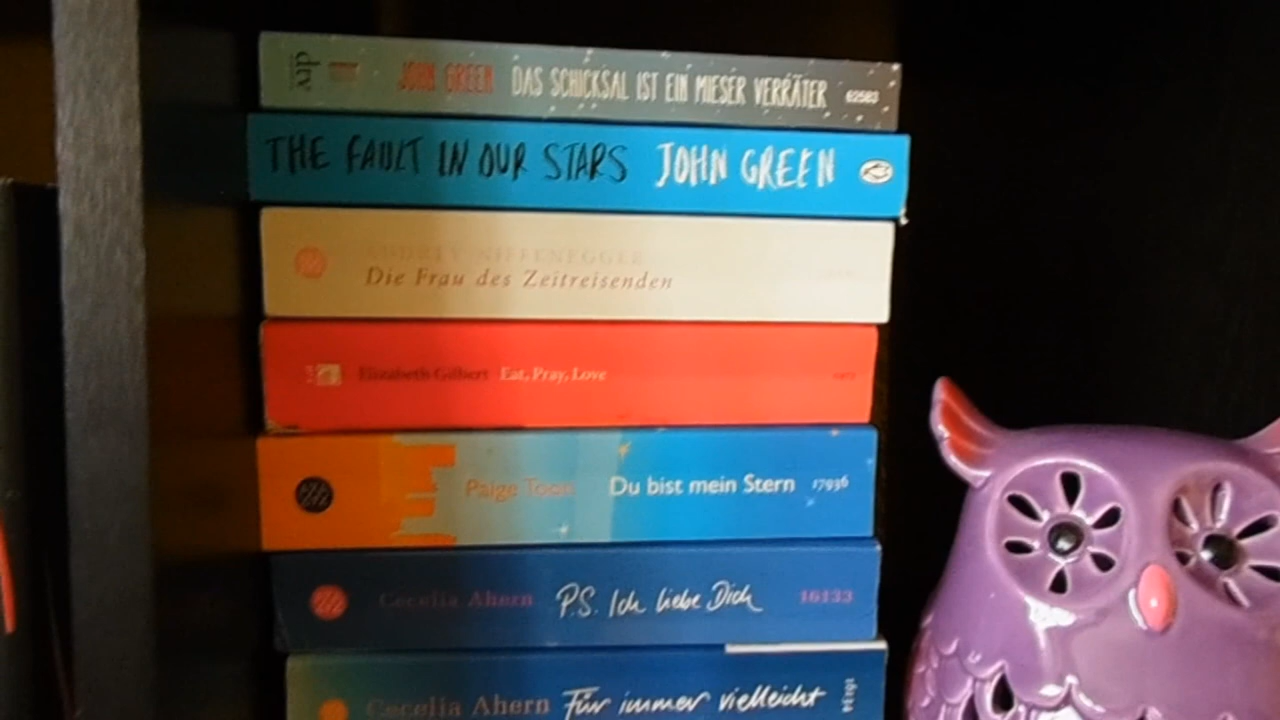 dtv JOHN GREEN DAS SCHICKSAL IST EIN MIESER VERRÄTER 62583
THE FAULT IN OUR STARS JOHN GREEN
AUDREY NIFFENEGGER
Die Frau des Zeitreisenden
Elizabeth Gilbert Eat, Pray, Love
Paige Toon Du bist mein Stern 17936
Cecelia Ahern P.S. Ich liebe Dich 16133
Cecelia Ahern Für immer vielleicht